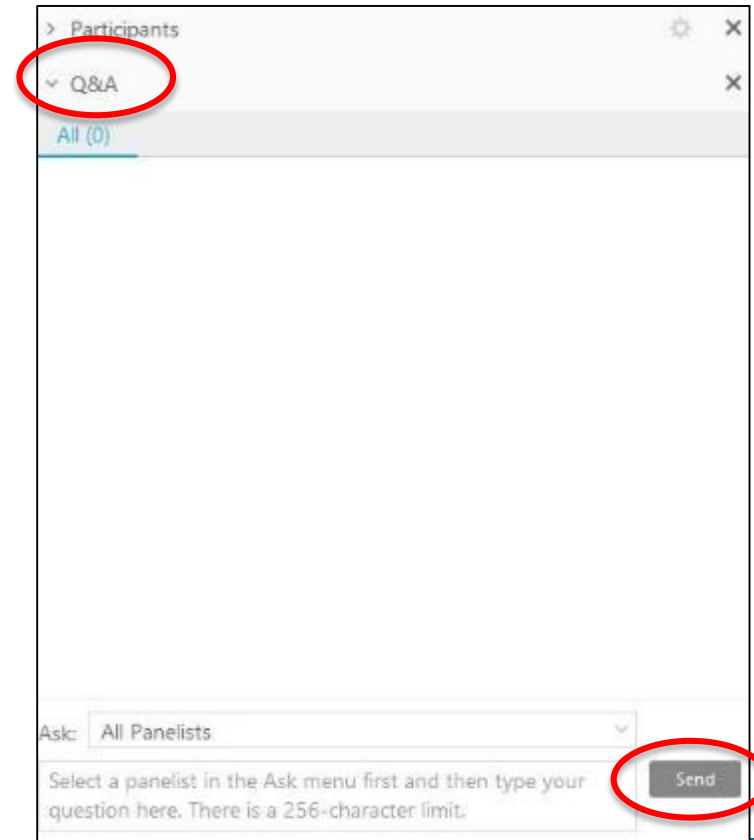 Participants
Q&A
All (0)
Ask: All Panelists
Select a panelist in the Ask menu first and then type your
question here. There is a 256-character limit.
Send